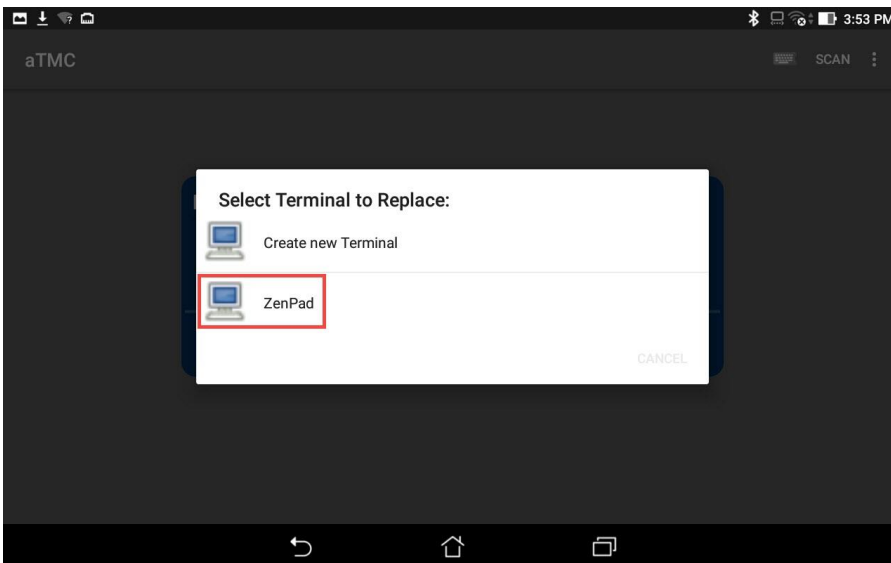 3:53 PM
aTMC
SCAN
Select Terminal to Replace:
Create new Terminal
ZenPad
CANCEL